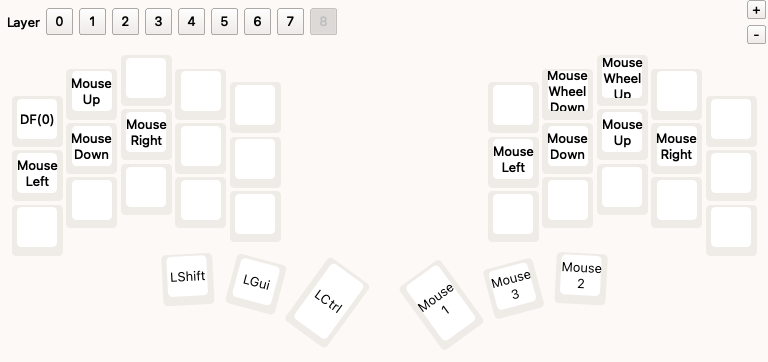 Layer 0 1 2 3 4 5 6 7 8
+
-
DF(0)
Mouse
Up
Mouse
Left
Mouse
Down
Mouse
Right
Mouse
Wheel
Down
Mouse
Wheel
Up
Mouse
Left
Mouse
Down
Mouse
Up
Mouse
Right
LShift
LGui
LCtrl
Mouse
1
Mouse
3
Mouse
2